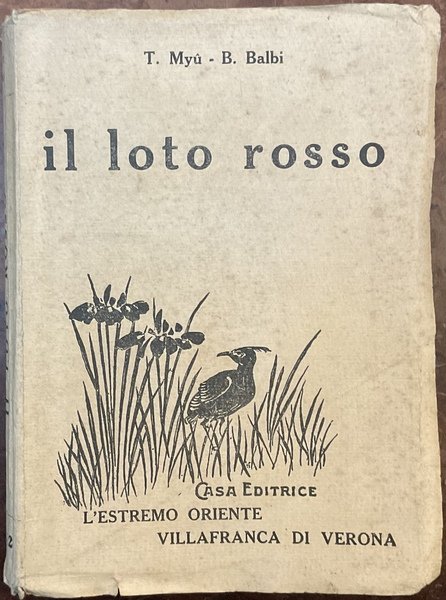 T. Myû - B. Balbi
il loto rosso
CASA EDITRICE
L'ESTREMO ORIENTE
VILLAFRANCA DI VERONA